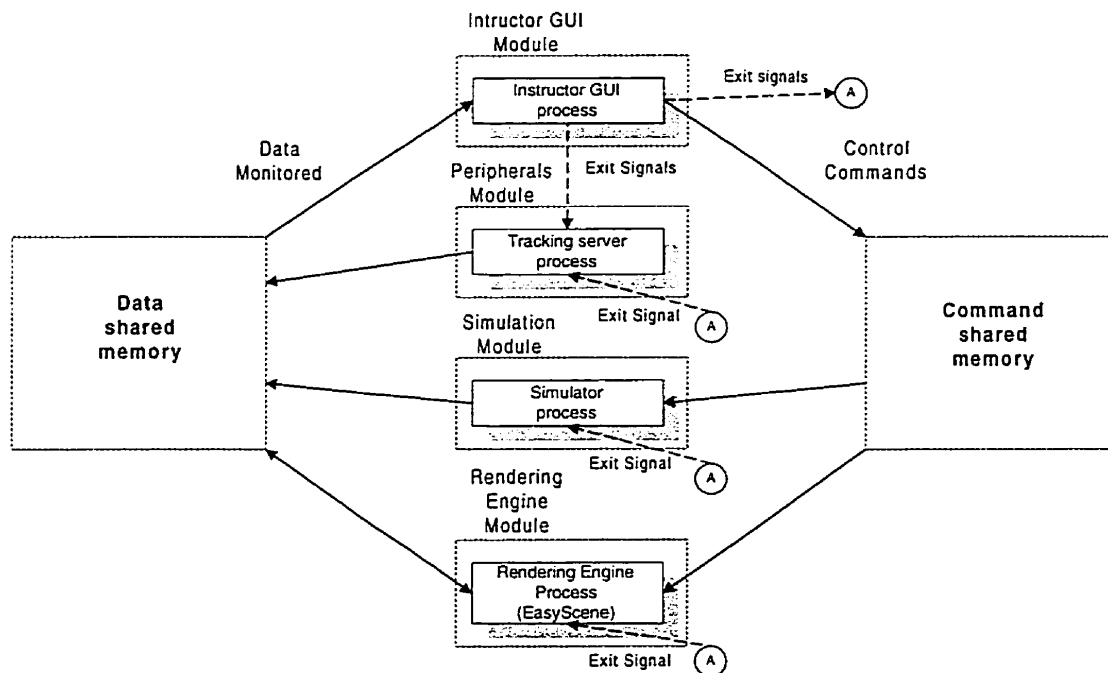 Intructor GUI
Module
Instructor GUI
process
Exit signals
A
Data
Monitored
Exit Signals
Control
Commands
Peripherals
Module
Tracking server
process
Exit Signal
A
Data
shared
memory
Command
shared
memory
Simulation
Module
Simulator
process
Exit Signal
A
Rendering
Engine
Module
Rendering Engine
Process
(EasyScene)
Exit Signal
A